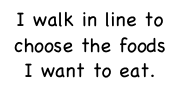 I walk in line to
choose the foods
I want to eat.